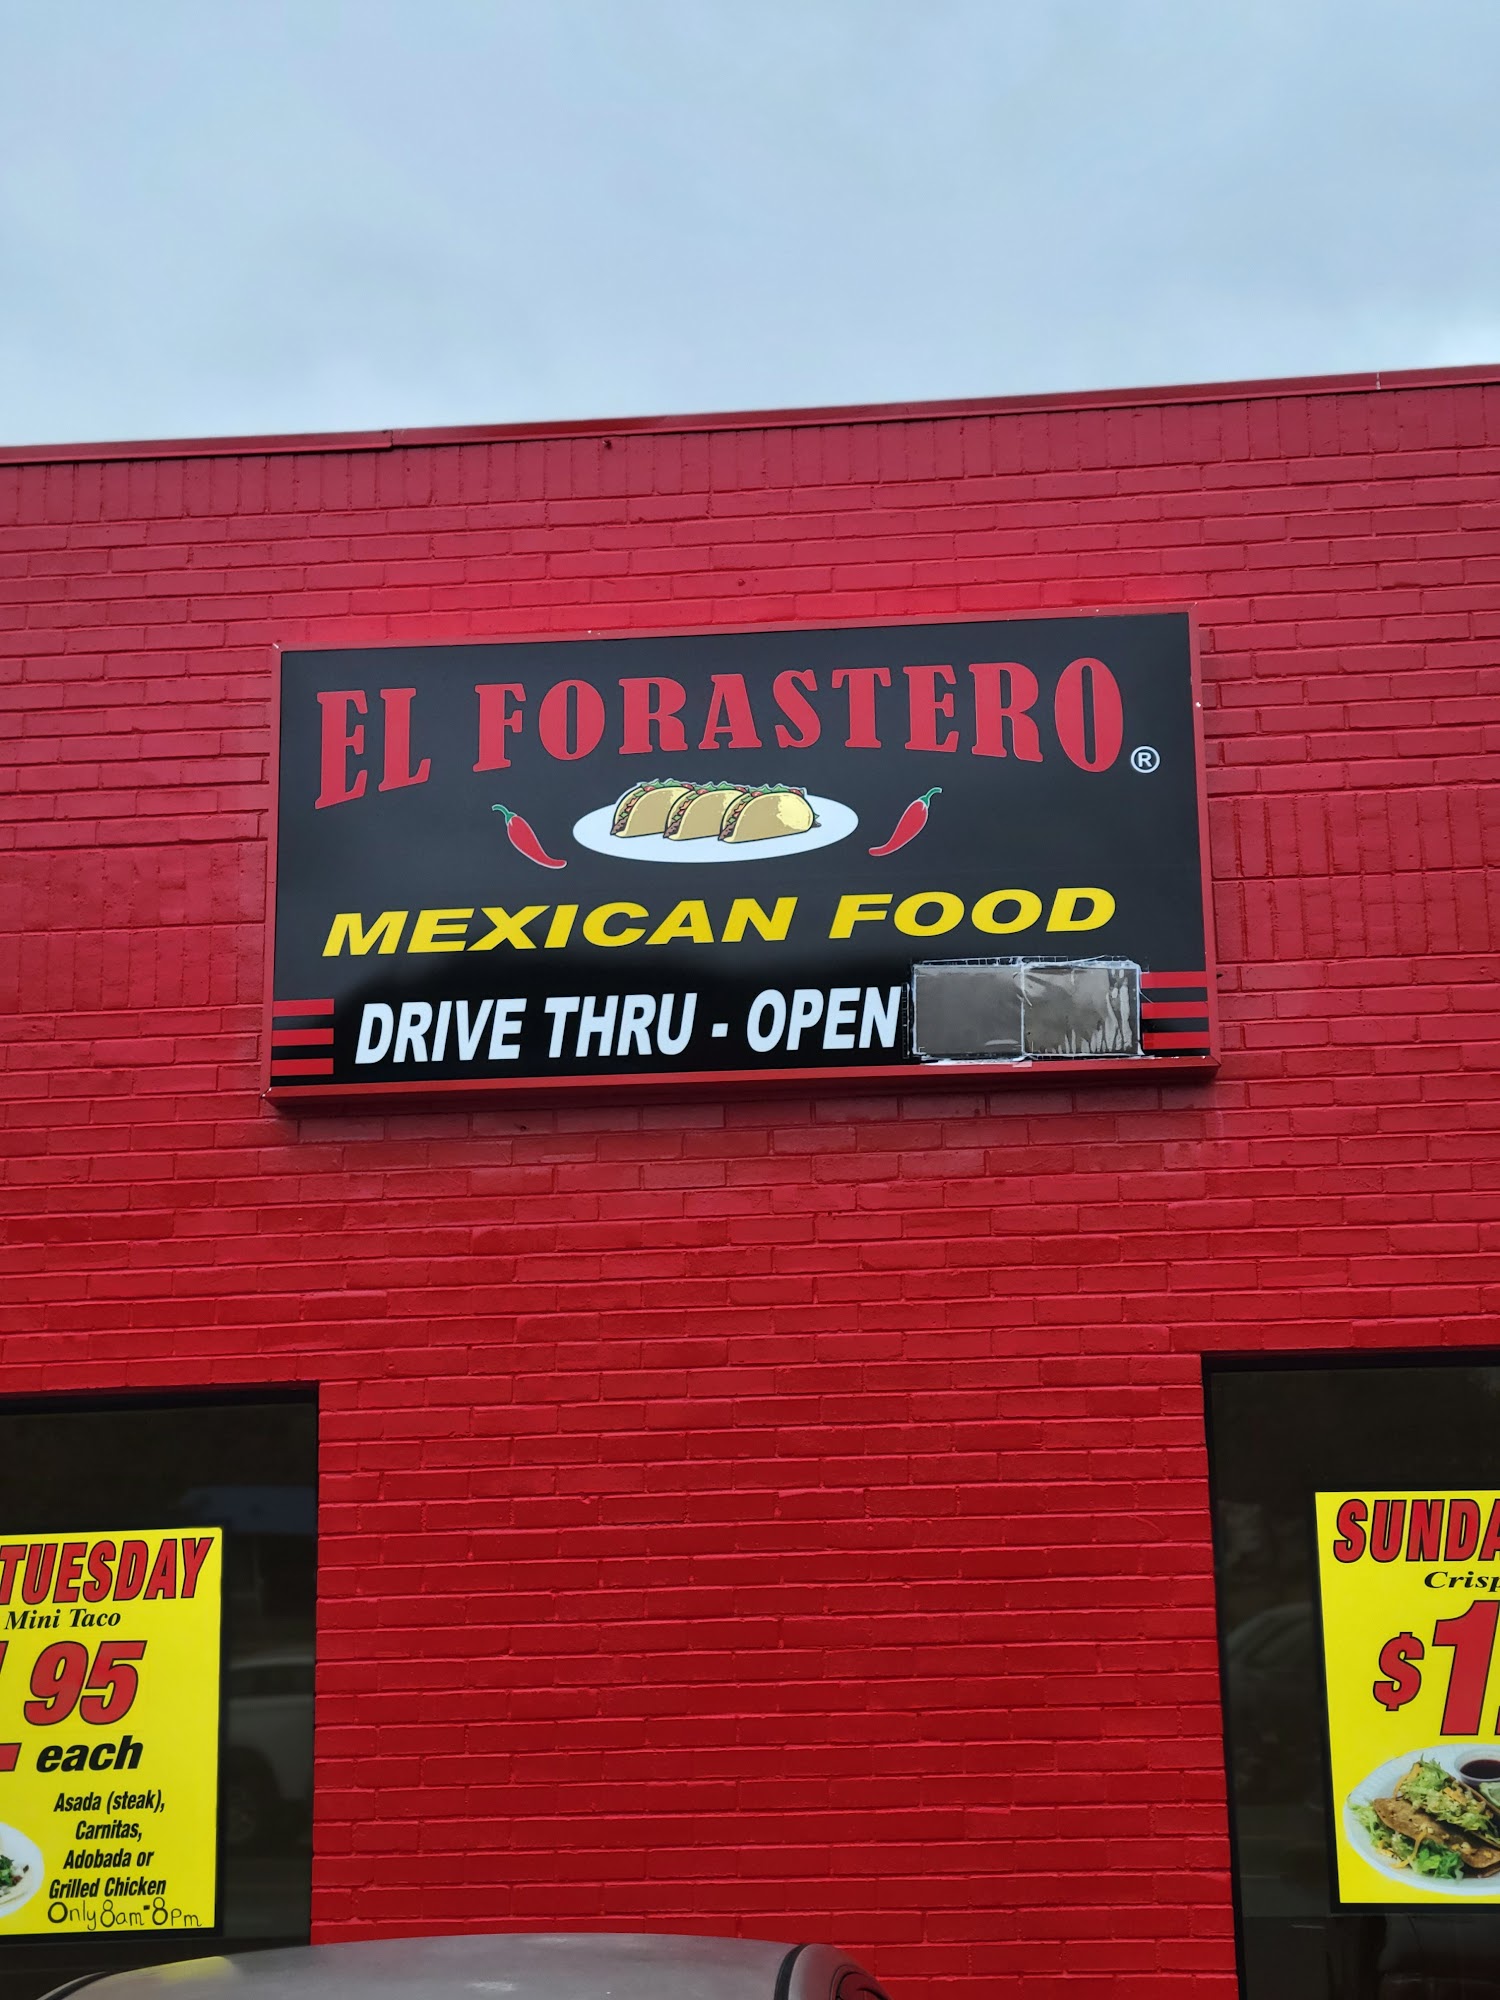 EL FORASTERO®
MEXICAN FOOD
DRIVE THRU - OPEN
TUESDAY
Mini Taco
95
each
Asada (steak),
Carnitas,
Adobada or
Grilled Chicken
Only 8am-8pm
SUNDA
Crisp
$1